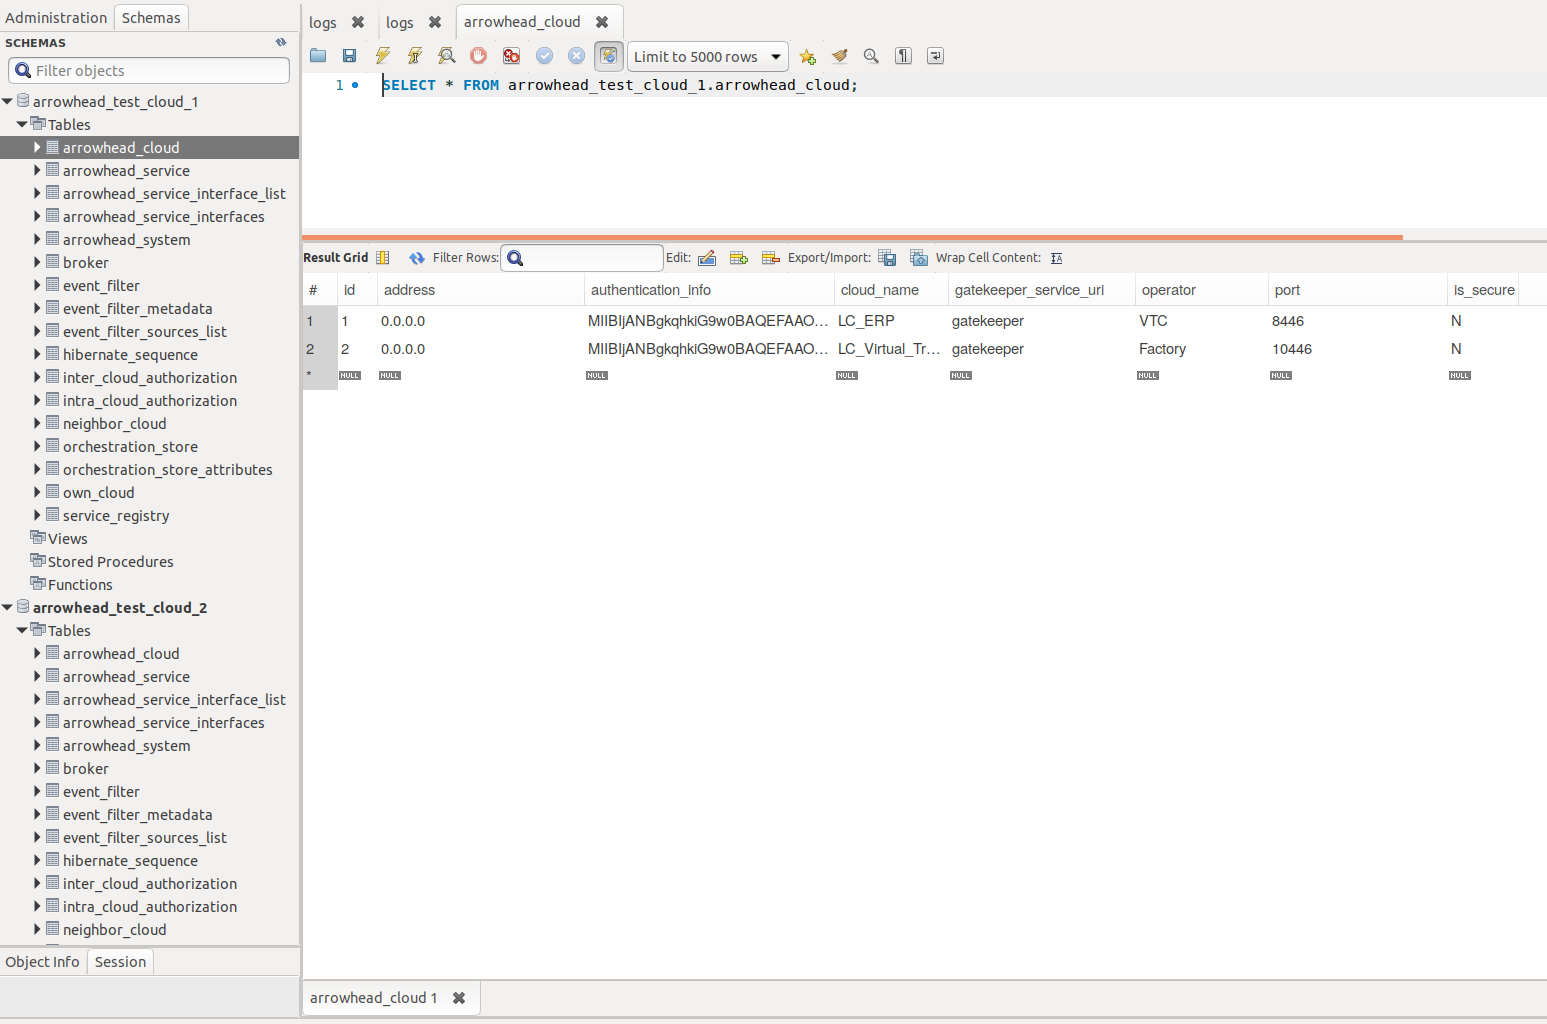 Administration Schemas
SCHEMAS
Filter objects
arrowhead_test_cloud_1
Tables
arrowhead_cloud
arrowhead_service
arrowhead_service_interface_list
arrowhead_service_interfaces
arrowhead_system
broker
event_filter
event_filter_metadata
event_filter_sources_list
hibernate_sequence
inter_cloud_authorization
intra_cloud_authorization
neighbor_cloud
orchestration_store
orchestration_store_attributes
own_cloud
service_registry
Views
Stored Procedures
Functions
arrowhead_test_cloud_2
Tables
arrowhead_cloud
arrowhead_service
arrowhead_service_interface_list
arrowhead_service_interfaces
arrowhead_system
broker
event_filter
event_filter_metadata
event_filter_sources_list
hibernate_sequence
inter_cloud_authorization
intra_cloud_authorization
neighbor_cloud
Object Info Session
logs logs arrowhead_cloud
Limit to 5000 rows
1 SELECT * FROM arrowhead_test_cloud_1.arrowhead_cloud;
Result Grid Filter Rows: Edit: Export/Import: Wrap Cell Content:
# id address authentication_info cloud_name gatekeeper_service_uri operator port is_secure
1 1 0.0.0.0 MIIBIjANBgkqhkiG9w0BAQEFAAO... LC_ERP gatekeeper VTC 8446 N
2 2 0.0.0.0 MIIBIjANBgkqhkiG9w0BAQEFAAO... LC_Virtual_Tr... gatekeeper Factory 10446 N
* NULL NULL NULL NULL NULL NULL NULL NULL
arrowhead_cloud 1